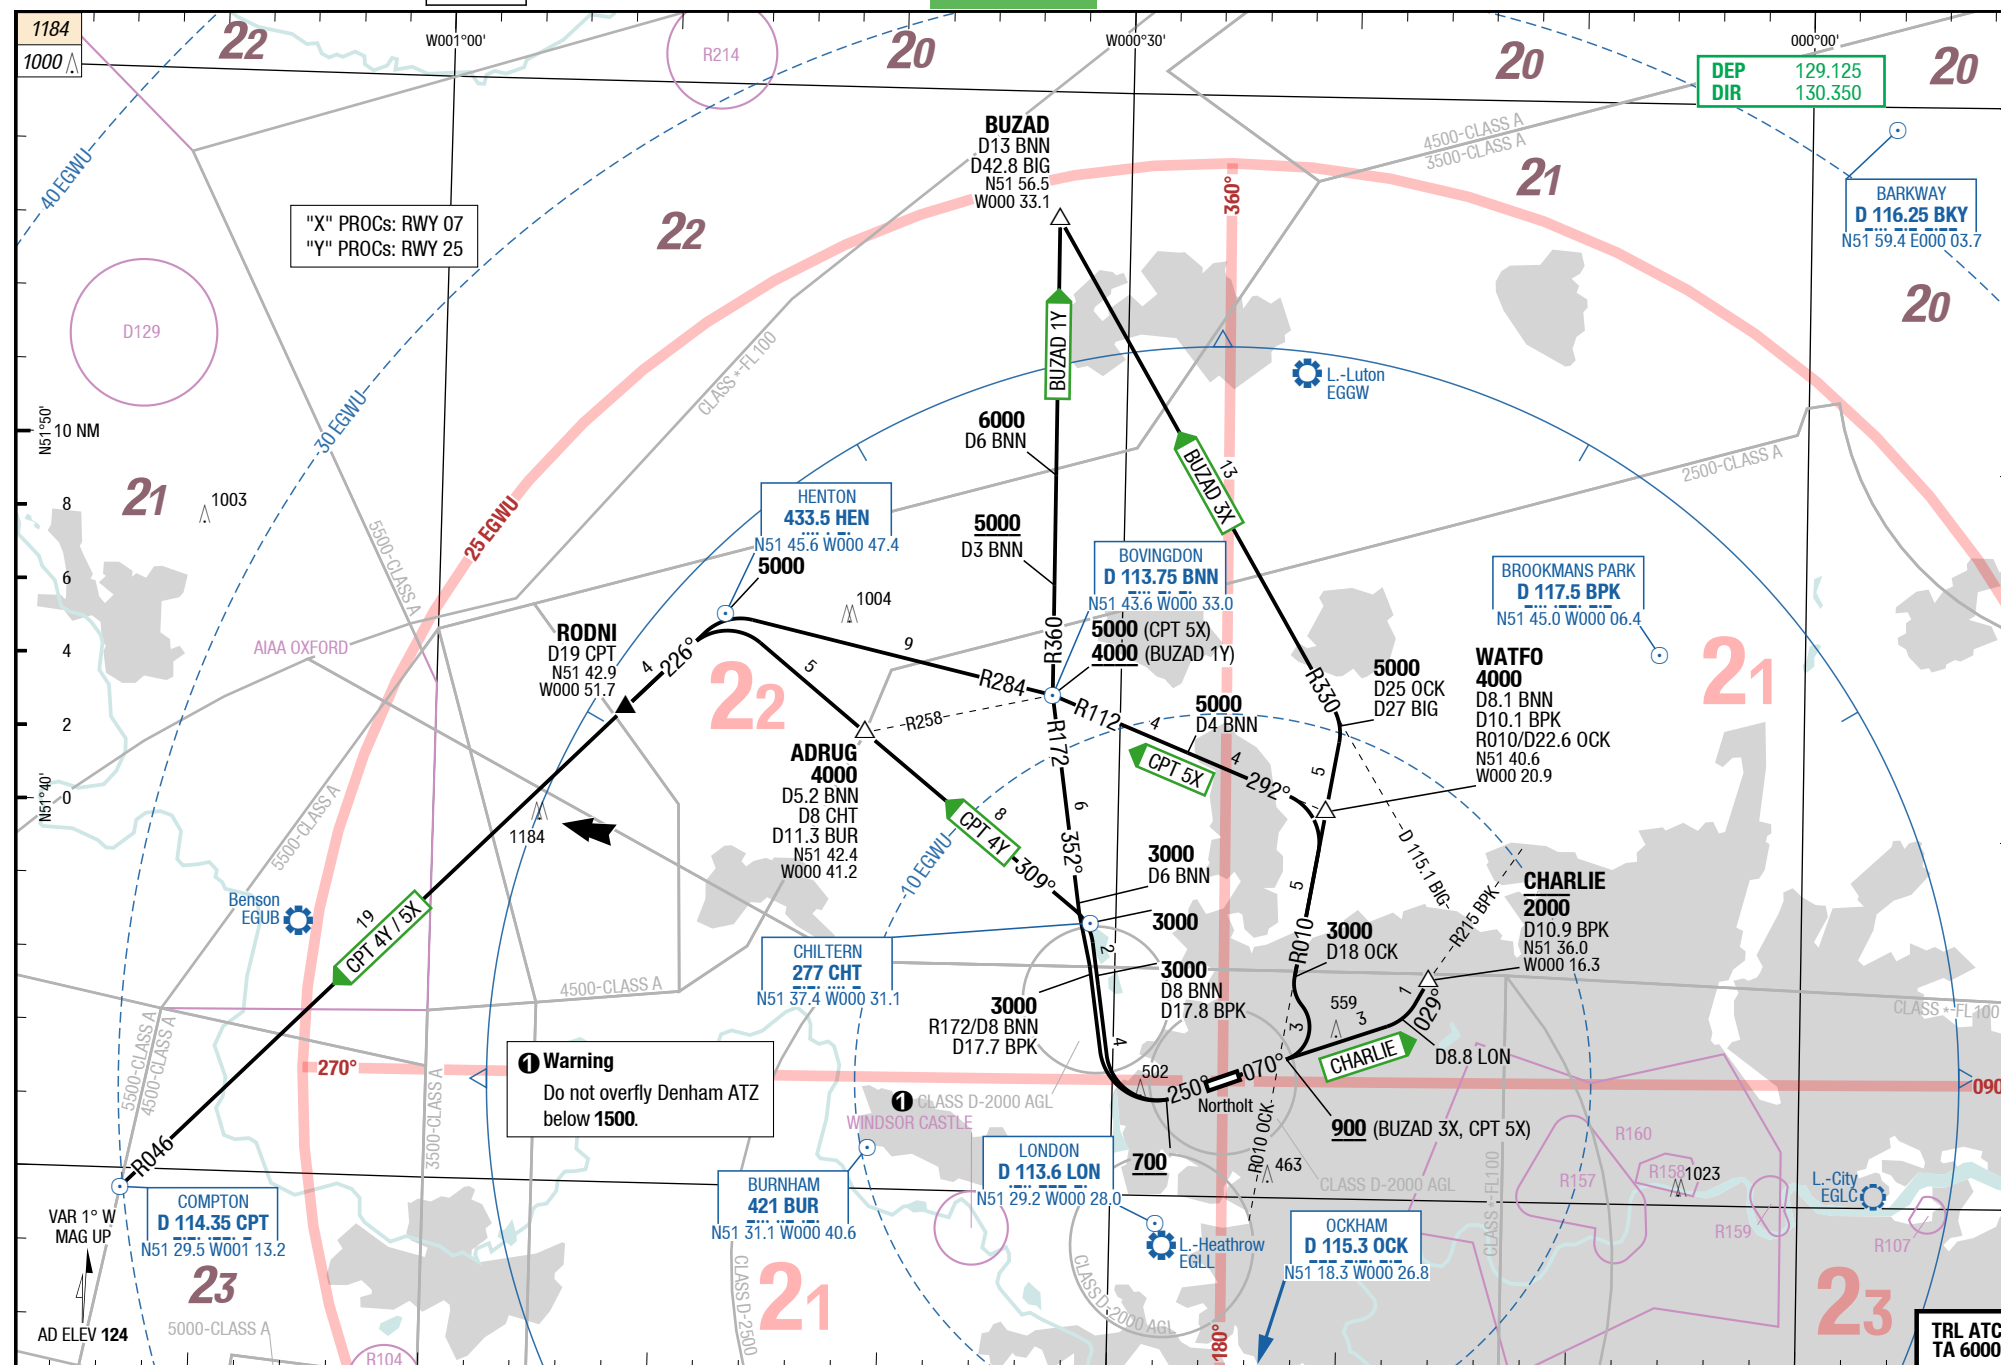 1184
1000
22
W001°00'
R214
20
W000°30'
20
000°00'
20
DEP 129.125
DIR 130.350
40 EGWU
"X" PROCs: RWY 07
"Y" PROCs: RWY 25
22
BUZAD
D13 BNN
D42.8 BIG
N51 56.5
W000 33.1
360°
4500-CLASS A
3500-CLASS A
21
BARKWAY
D 116.25 BKY
N51 59.4 E000 03.7
20
D129
CLASS *-FL100
BUZAD 1Y
L.-Luton
EGGW
30 EGWU
N51°50'
10 NM
6000
D6 BNN
13
BUZAD 3X
2500-CLASS A
21
1003
8
25 EGWU
5500-CLASS A
HENTON
433.5 HEN
N51 45.6 W000 47.4
5000
5000
D3 BNN
BOVINGDON
D 113.75 BNN
N51 43.6 W000 33.0
BROOKMANS PARK
D 117.5 BPK
N51 45.0 W000 06.4
6
1004
5000 (CPT 5X)
4000 (BUZAD 1Y)
AIAA OXFORD
4
RODNI
D19 CPT
N51 42.9
W000 51.7
4
226°
5
9
R284
R360
22
21
R330
5000
D25 OCK
D27 BIG
WATFO
4000
D8.1 BNN
D10.1 BPK
R010/D22.6 OCK
N51 40.6
W000 20.9
2
R258
R112
4
5000
D4 BNN
R172
CPT 5X
4
292°
5
ADRUG
4000
D5.2 BNN
D8 CHT
D11.3 BUR
N51 42.4
W000 41.2
N51°40'
0
5500-CLASS A
1184
8
CPT 4Y
309°
6
352°
10 EGWU
D 115.1 BIG
R215 BPK
3000
D6 BNN
5
CHARLIE
2000
D10.9 BPK
N51 36.0
W000 16.3
Benson
EGUB
19
CPT 4Y / 5X
CHILTERN
277 CHT
N51 37.4 W000 31.1
3000
2
R010
3000
D18 OCK
4500-CLASS A
3000
D8 BNN
D17.8 BPK
3000
R172/D8 BNN
D17.7 BPK
559
3
3
1
029°
CLASS *-FL100
5500-CLASS A
4500-CLASS A
270°
3500-CLASS A
1 Warning
Do not overfly Denham ATZ
below 1500.
4
502
250°
070°
Northolt
CHARLIE
D8.8 LON
090
1
CLASS D-2000 AGL
WINDSOR CASTLE
900 (BUZAD 3X, CPT 5X)
R160
R046
LONDON
D 113.6 LON
N51 29.2 W000 28.0
700
R010 OCK
463
CLASS D-2000 AGL
CLASS *-FL100
R157
R158
1023
L.-City
EGLC
COMPTON
D 114.35 CPT
N51 29.5 W001 13.2
VAR 1° W
MAG UP
BURNHAM
421 BUR
N51 31.1 W000 40.6
L.-Heathrow
EGLL
OCKHAM
D 115.3 OCK
N51 18.3 W000 26.8
R159
R107
23
CLASS D-2500
21
CLASS D-2000 AGL
180°
23
AD ELEV 124
5000-CLASS A
R104
TRL ATC
TA 6000